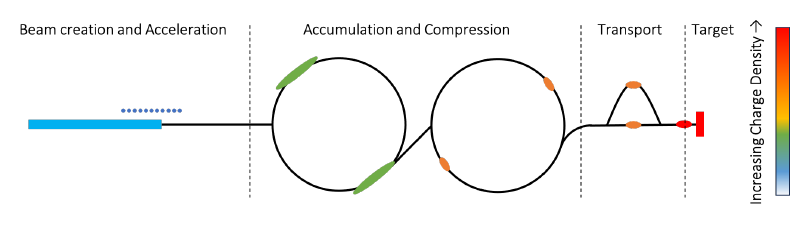 Beam creation and Acceleration
Accumulation and Compression
Transport
Target
Increasing Charge Density →